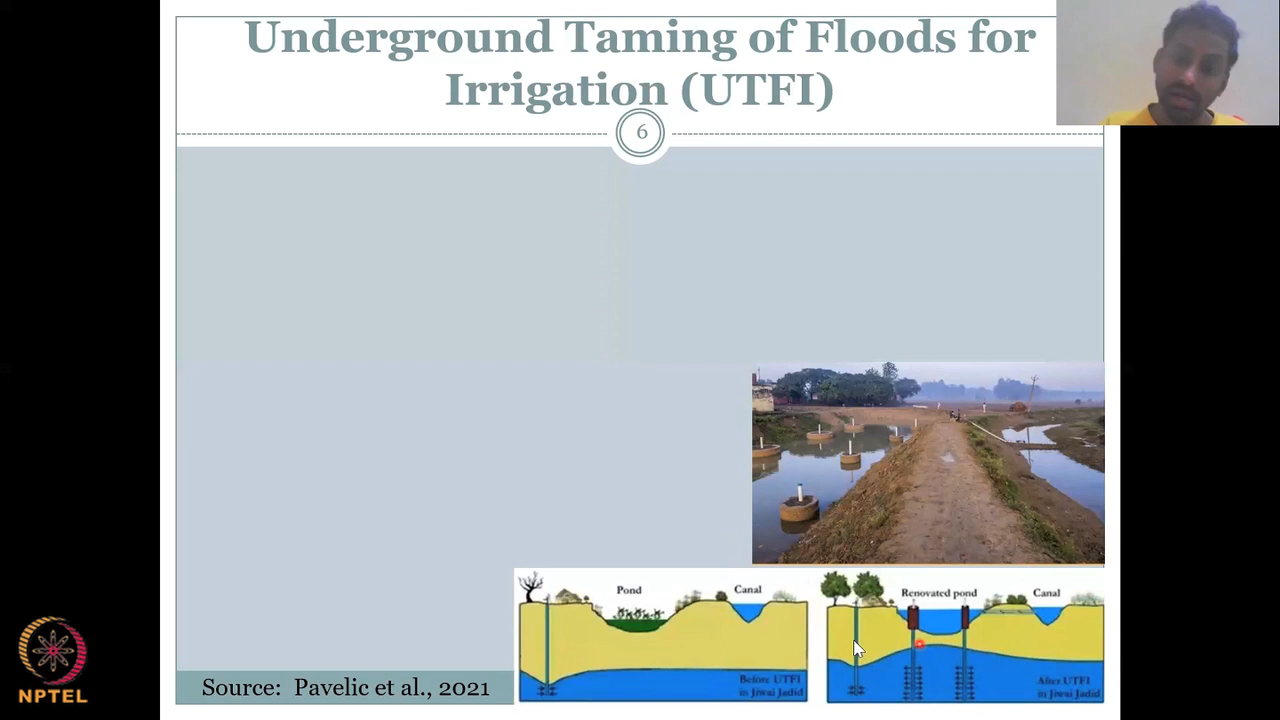 Underground Taming of Floods for
Irrigation (UTFI)
6
Pond
Canal
Before UTFI
in Jiwai Jadid
Renovated pond
Canal
After UTFI
in Jiwai Jadid
Source: Pavelic et al., 2021
NPTEL